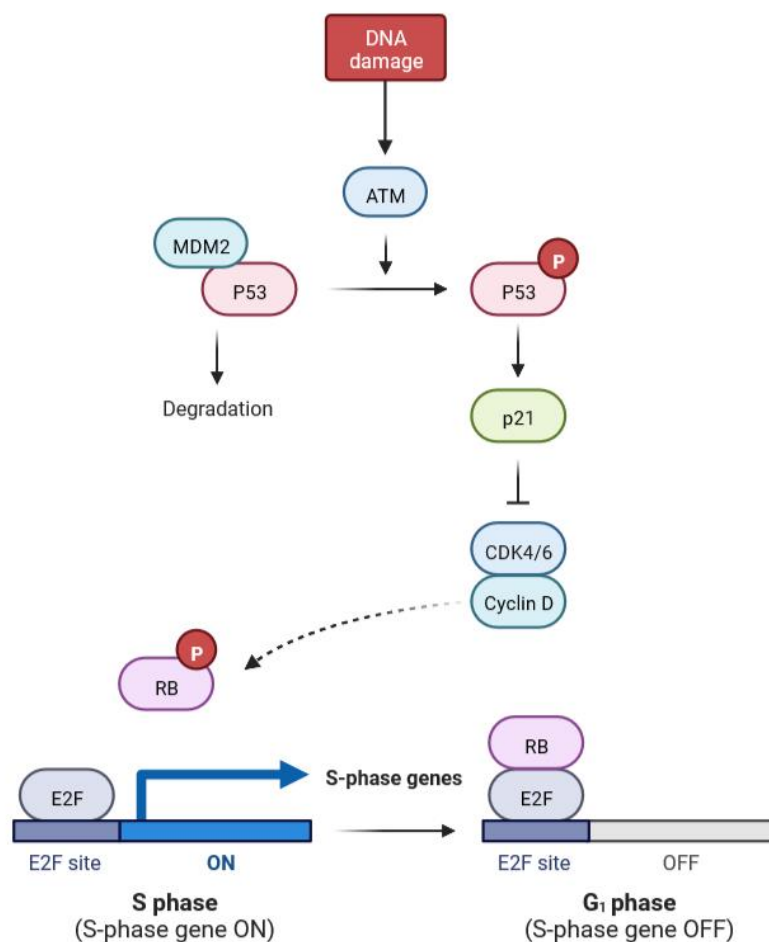 DNA
damage
ATM
MDM2
P53
P
P53
Degradation
p21
CDK4/6
Cyclin D
P
RB
RB
E2F
S-phase genes
E2F
E2F site
ON
E2F site
OFF
S phase
(S-phase gene ON)
G₁ phase
(S-phase gene OFF)